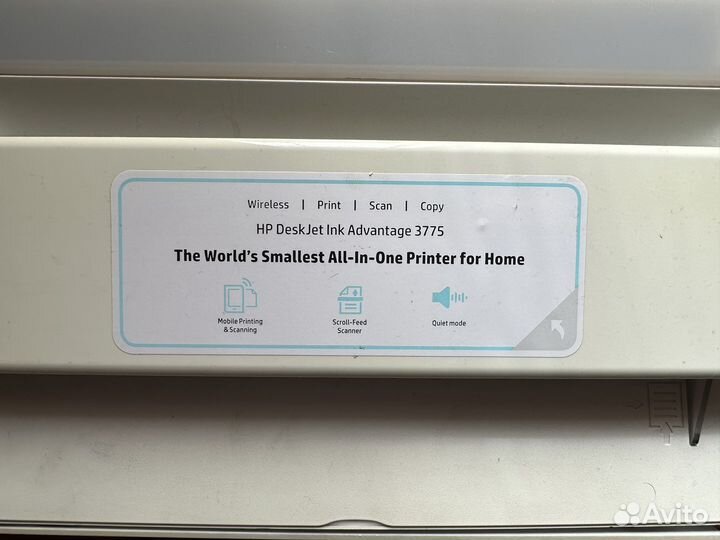 Wireless | Print | Scan | Copy
HP DeskJet Ink Advantage 3775
The World's Smallest All-In-One Printer for Home
Mobile Printing & Scanning
Scroll-Feed Scanner
Quiet mode
Avito